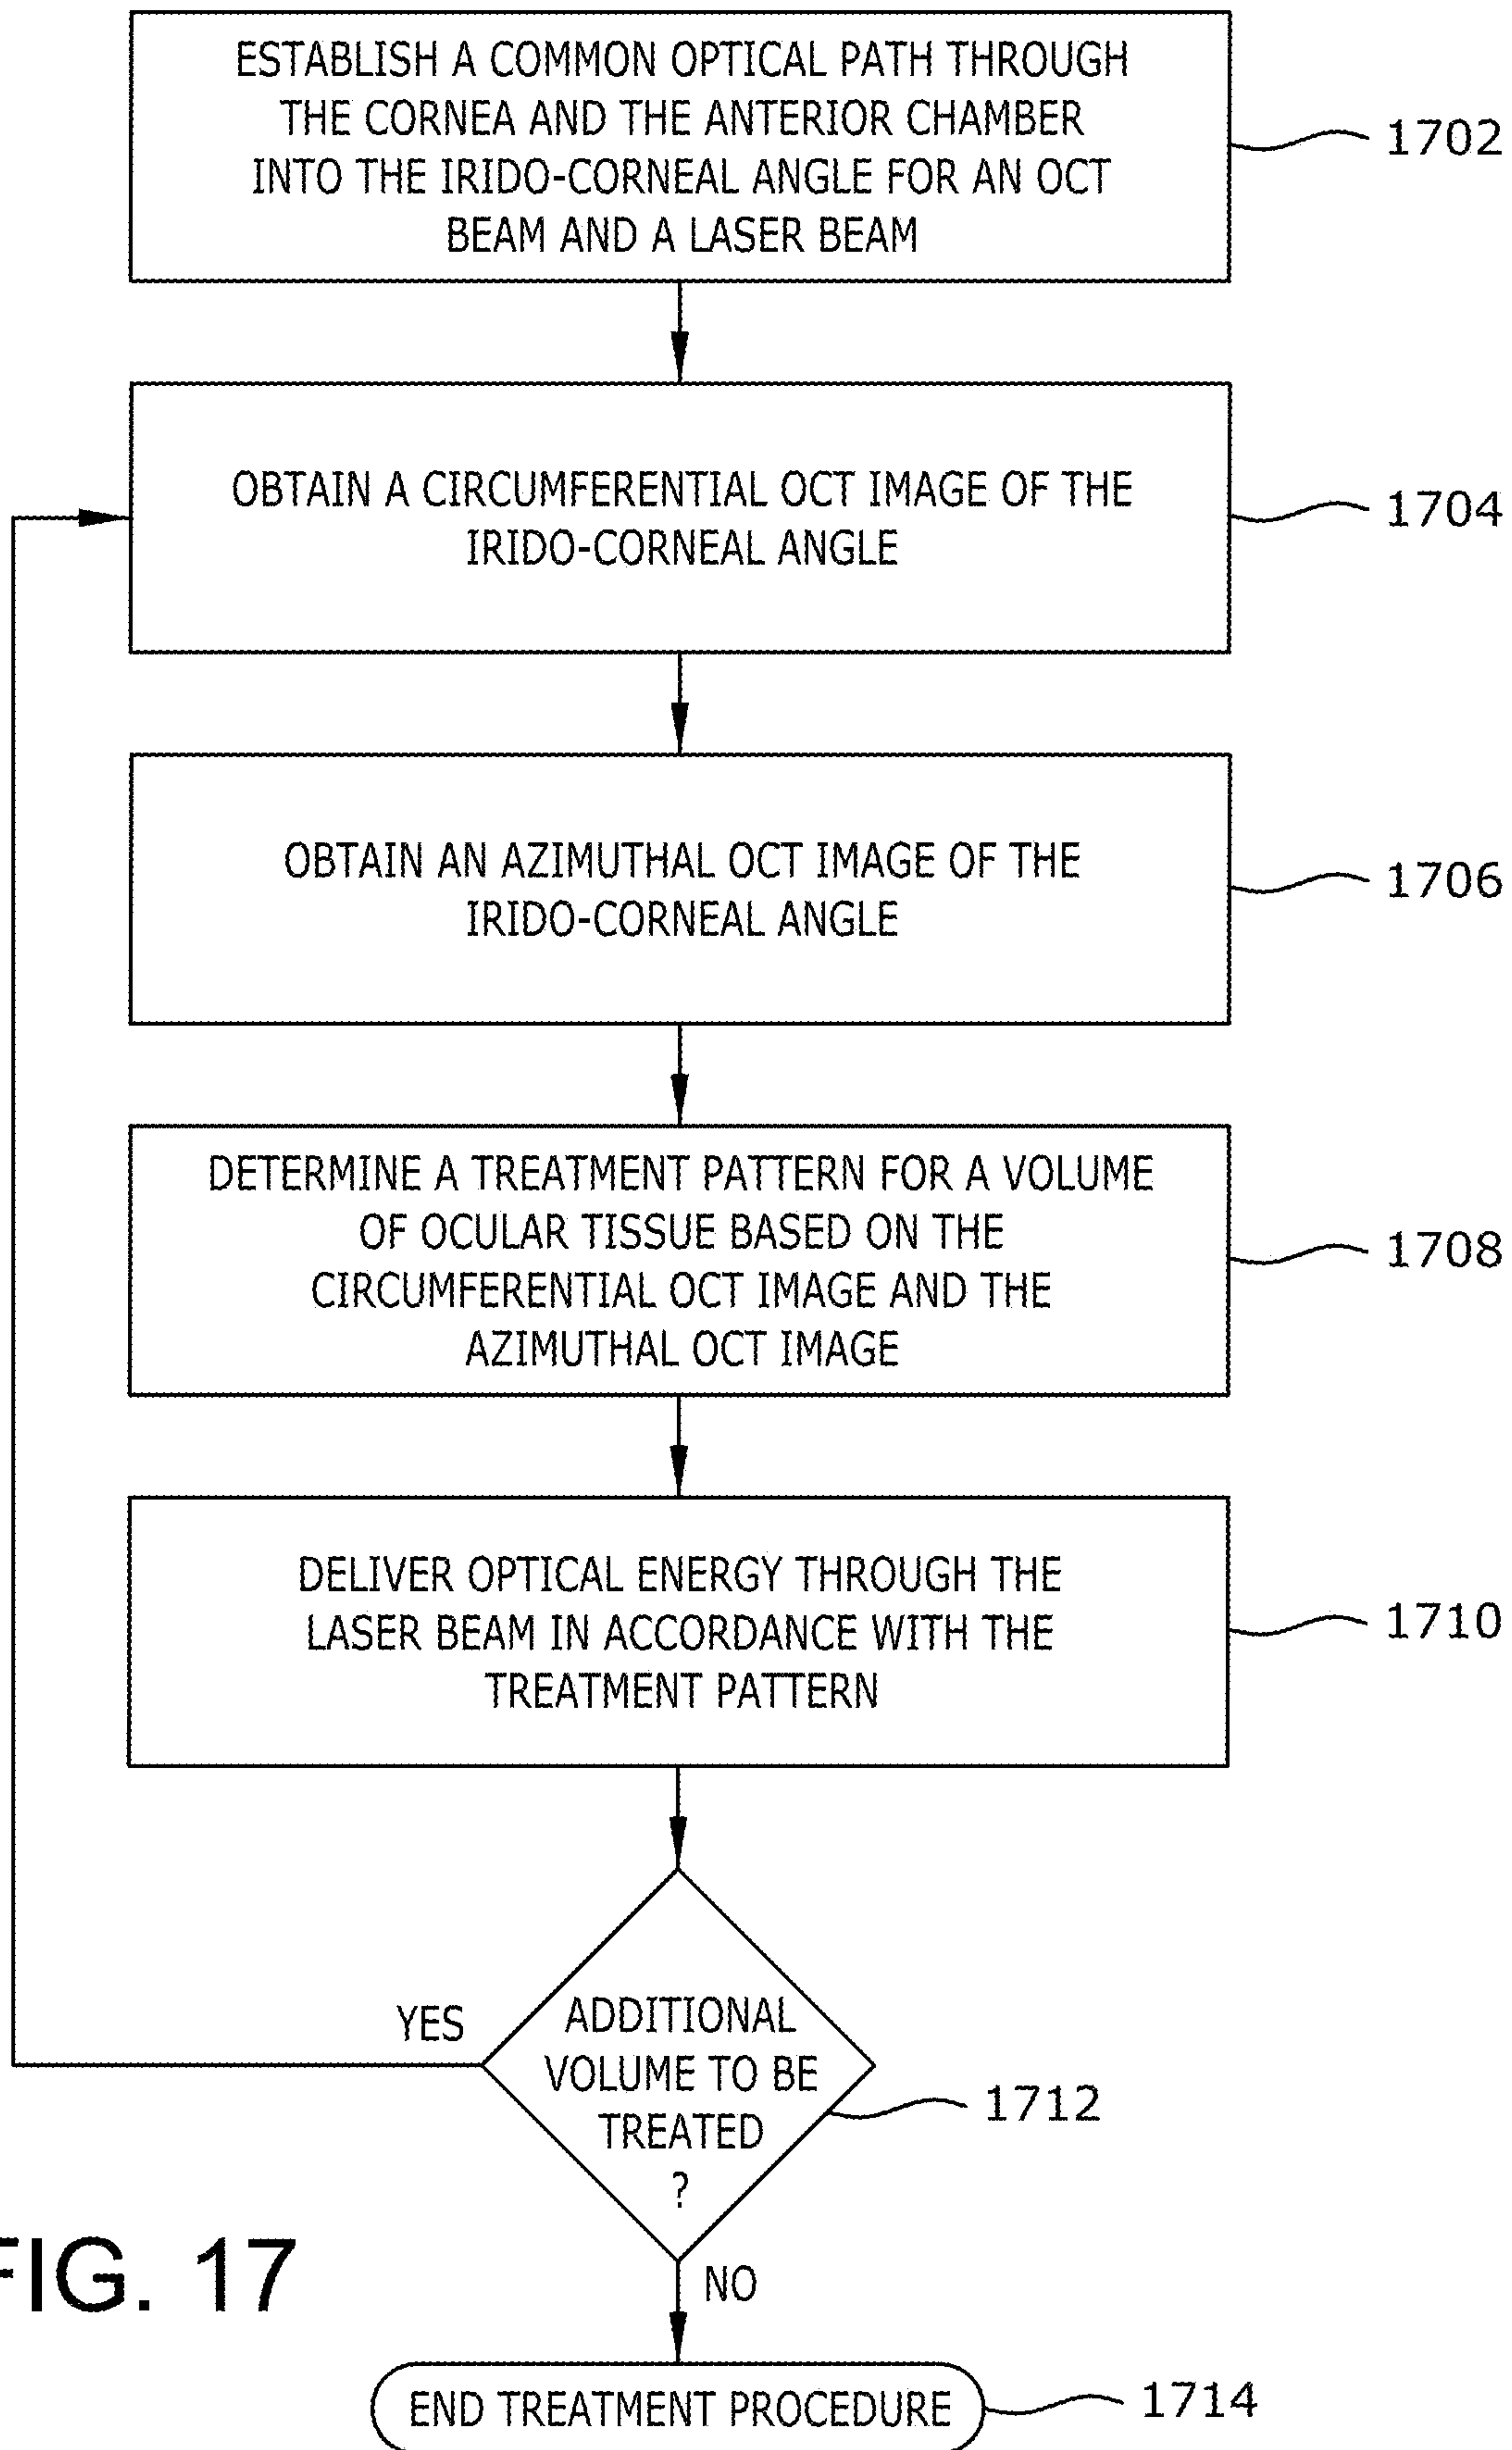 ESTABLISH A COMMON OPTICAL PATH THROUGH
THE CORNEA AND THE ANTERIOR CHAMBER
INTO THE IRIDO-CORNEAL ANGLE FOR AN OCT
BEAM AND A LASER BEAM
1702
OBTAIN A CIRCUMFERENTIAL OCT IMAGE OF THE
IRIDO-CORNEAL ANGLE
1704
OBTAIN AN AZIMUTHAL OCT IMAGE OF THE
IRIDO-CORNEAL ANGLE
1706
DETERMINE A TREATMENT PATTERN FOR A VOLUME
OF OCULAR TISSUE BASED ON THE
CIRCUMFERENTIAL OCT IMAGE AND THE
AZIMUTHAL OCT IMAGE
1708
DELIVER OPTICAL ENERGY THROUGH THE
LASER BEAM IN ACCORDANCE WITH THE
TREATMENT PATTERN
1710
YES
ADDITIONAL
VOLUME TO BE
TREATED
?
1712
NO
FIG. 17
END TREATMENT PROCEDURE
1714